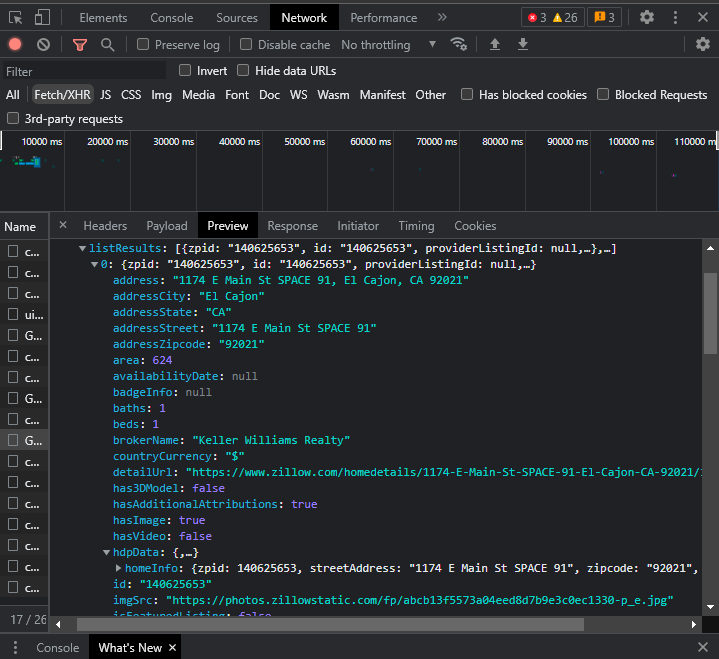 Elements Console Sources Network Performance » 3 26 3
Preserve log Disable cache No throttling
Filter Invert Hide data URLs
All Fetch/XHR JS CSS Img Media Font Doc WS Wasm Manifest Other Has blocked cookies Blocked Requests
3rd-party requests
10000 ms 20000 ms 30000 ms 40000 ms 50000 ms 60000 ms 70000 ms 80000 ms 90000 ms 100000 ms 110000 m
Name × Headers Payload Preview Response Initiator Timing Cookies
c... listResults: [{zpid: "140625653", id: "140625653", providerListingId: null,…},…]
c... 0: {zpid: "140625653", id: "140625653", providerListingId: null,…}
address: "1174 E Main St SPACE 91, El Cajon, CA 92021"
c... addressCity: "El Cajon"
ui... addressState: "CA"
addressStreet: "1174 E Main St SPACE 91"
G... addressZipcode: "92021"
c... area: 624
c... availabilityDate: null
badgeInfo: null
G... baths: 1
c... beds: 1
G... brokerName: "Keller Williams Realty"
c... countryCurrency: "$"
detailUrl: "https://www.zillow.com/homedetails/1174-E-Main-St-SPACE-91-El-Cajon-CA-92021/
c... has3DModel: false
c... hasAdditionalAttributions: true
c... hasImage: true
hasVideo: false
c... hdpData: {,…}
c... homeInfo: {zpid: 140625653, streetAddress: "1174 E Main St SPACE 91", zipcode: "92021",
c... id: "140625653"
imgSrc: "https://photos.zillowstatic.com/fp/abcb13f5573a04eed8d7b9e3c0ec1330-p_e.jpg"
17 / 26 isFeaturedListing: false
Console What's New ×